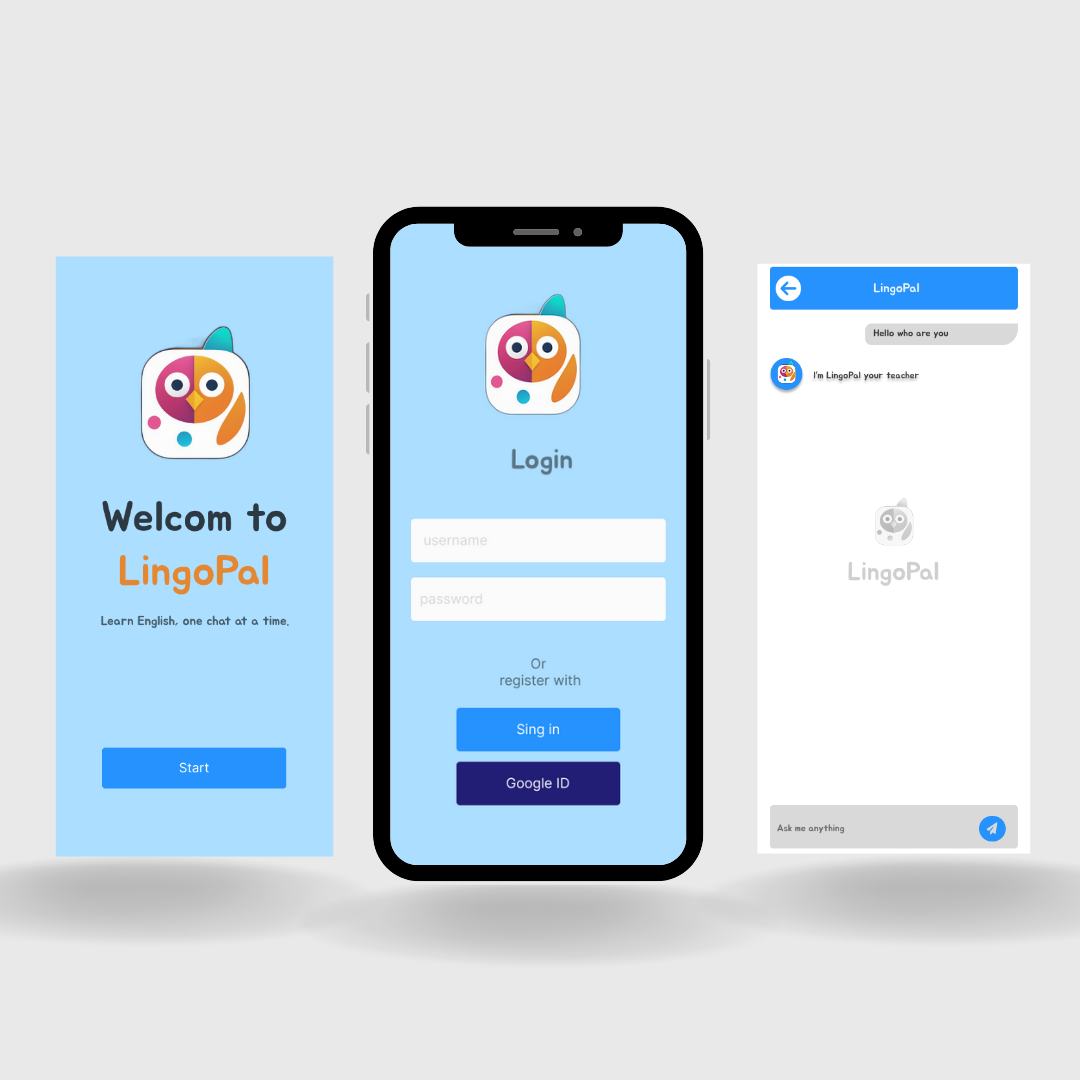 Welcom to
LingoPal
Learn English, one chat at a time.
Start
Login
username
password
Or
register with
Sing in
Google ID
LingoPal
Hello who are you
I'm LingoPal your teacher
LingoPal
Ask me anything